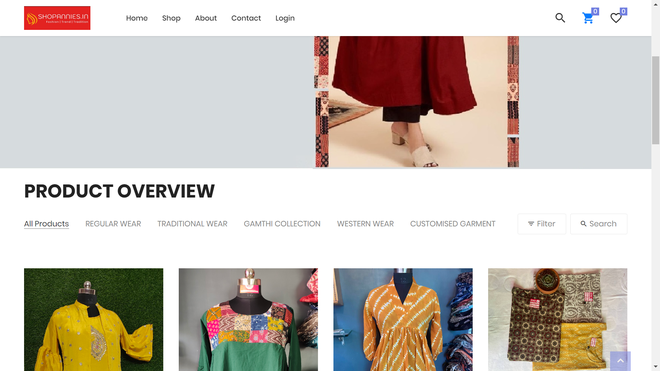 SHOPANNIES.IN
Home Shop About Contact Login
0 0
PRODUCT OVERVIEW
All Products REGULAR WEAR TRADITIONAL WEAR GAMTHI COLLECTION WESTERN WEAR CUSTOMISED GARMENT Filter Search